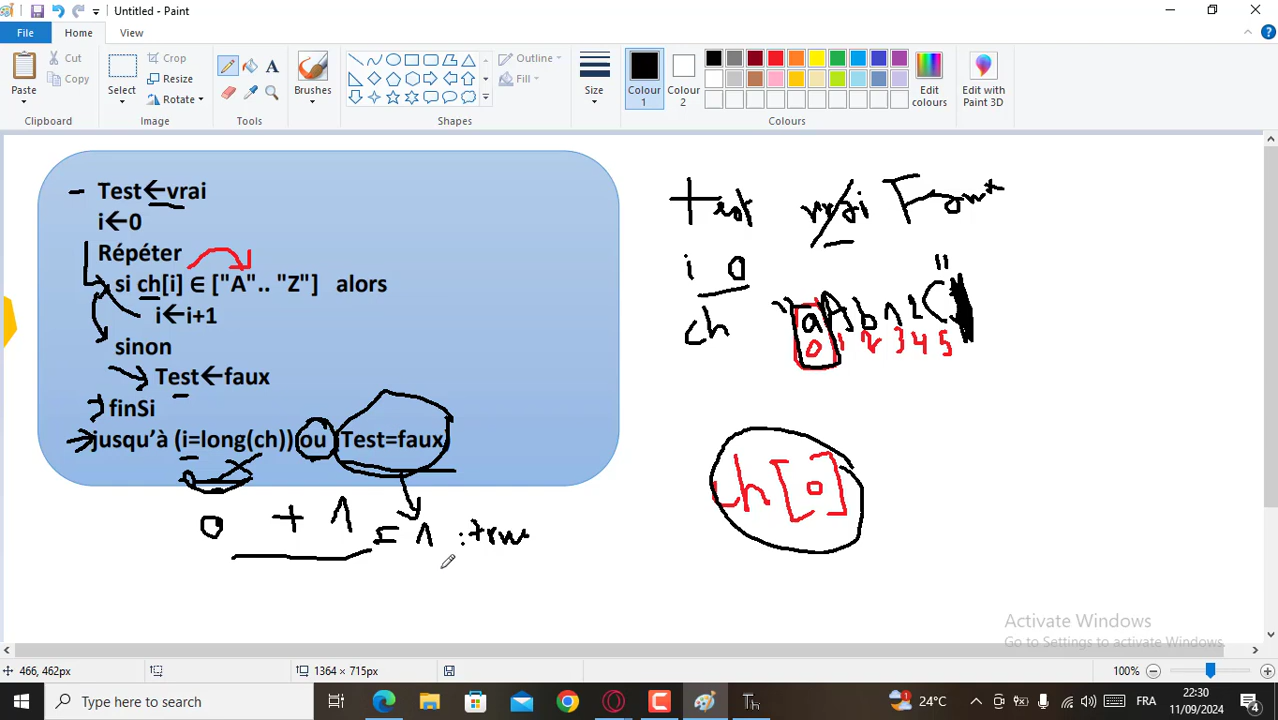 Untitled - Paint
File
Home
View
Paste
Cut
Copy
Clipboard
Select
Crop
Resize
Rotate
Image
A
Tools
Brushes
Outline
Fill
Shapes
Size
Colour 1
Colour 2
Edit colours
Edit with Paint 3D
Colours
Test←vrai
i←0
Répéter
si ch[i] ∈ ["A".. "Z"] alors
i←i+1
sinon
Test←faux
finSi
jusqu'à (i=long(ch)) ou Test=faux
0 + 1 = 1 : true
Test vrai Faux
i 0
ch "aAb12C"
0 1 2 3 4 5
ch[0]
Activate Windows
Go to Settings to activate Windows.
466, 462px
1364 × 715px
100%
Type here to search
1
24°C
FRA
22:30
11/09/2024
4